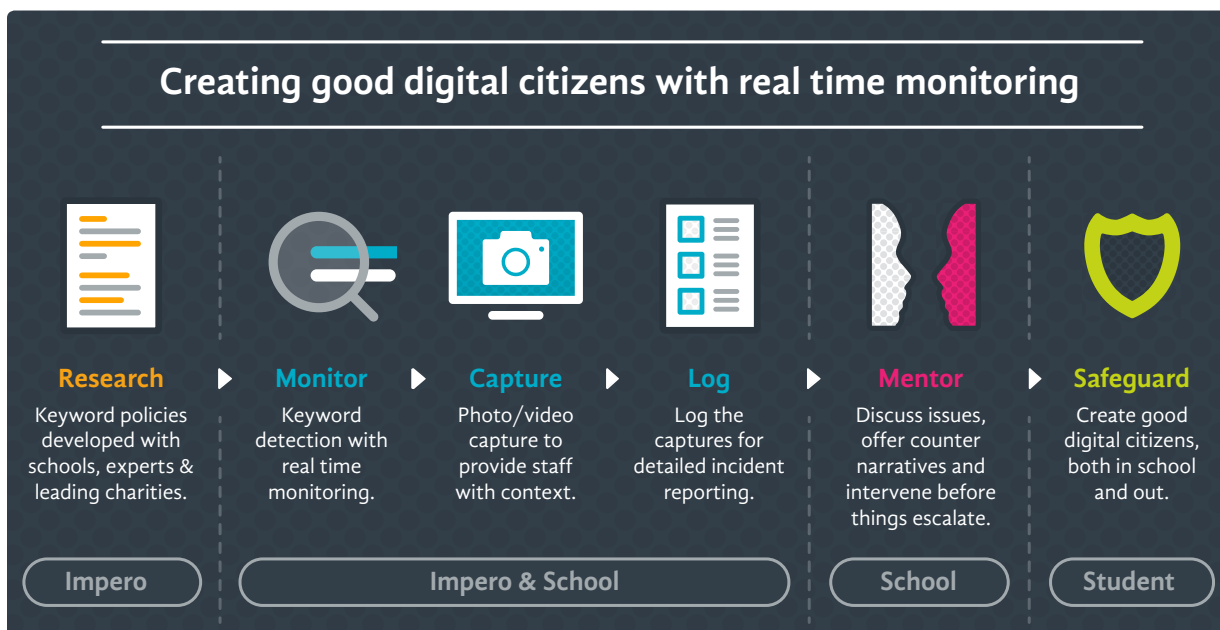 Creating good digital citizens with real time monitoring
Research
Keyword policies
developed with
schools, experts &
leading charities.
Monitor
Keyword
detection with
real time
monitoring.
Capture
Photo/video
capture to
provide staff
with context.
Log
Log the
captures for
detailed incident
reporting.
Mentor
Discuss issues,
offer counter
narratives and
intervene before
things escalate.
Safeguard
Create good
digital citizens,
both in school
and out.
Impero
Impero & School
School
Student